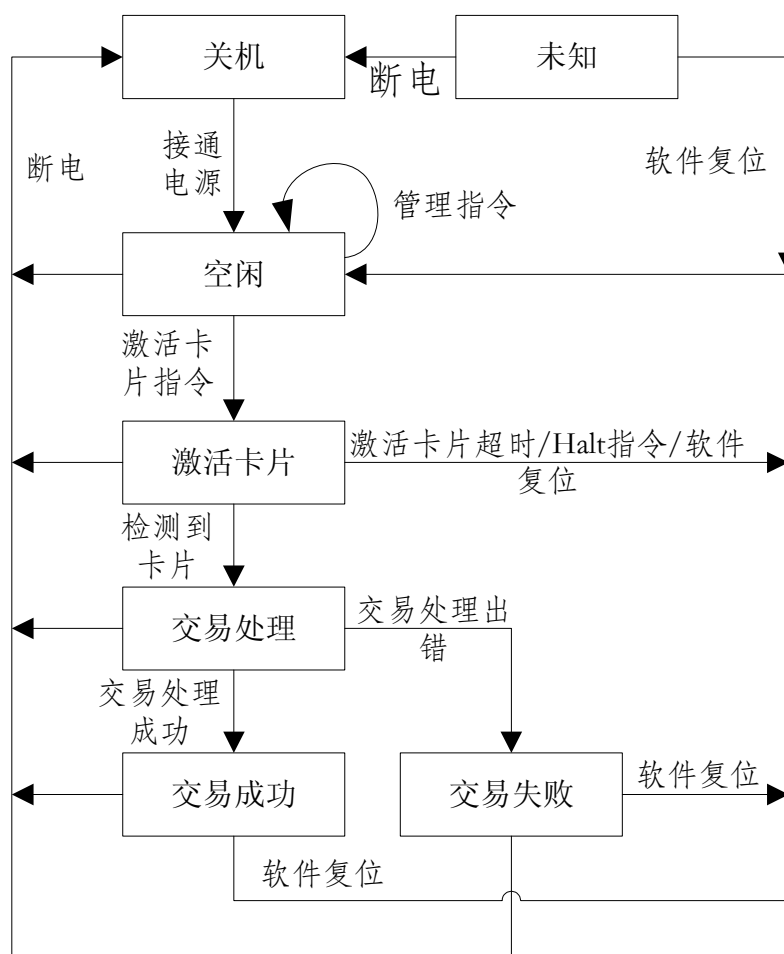 关机
未知
断电
接通
电源
断电
软件复位
管理指令
空闲
激活卡
片指令
激活卡片
激活卡片超时/Halt指令/软件
复位
检测到
卡片
交易处理
交易处理出
错
交易处理
成功
交易成功
交易失败
软件复位
软件复位